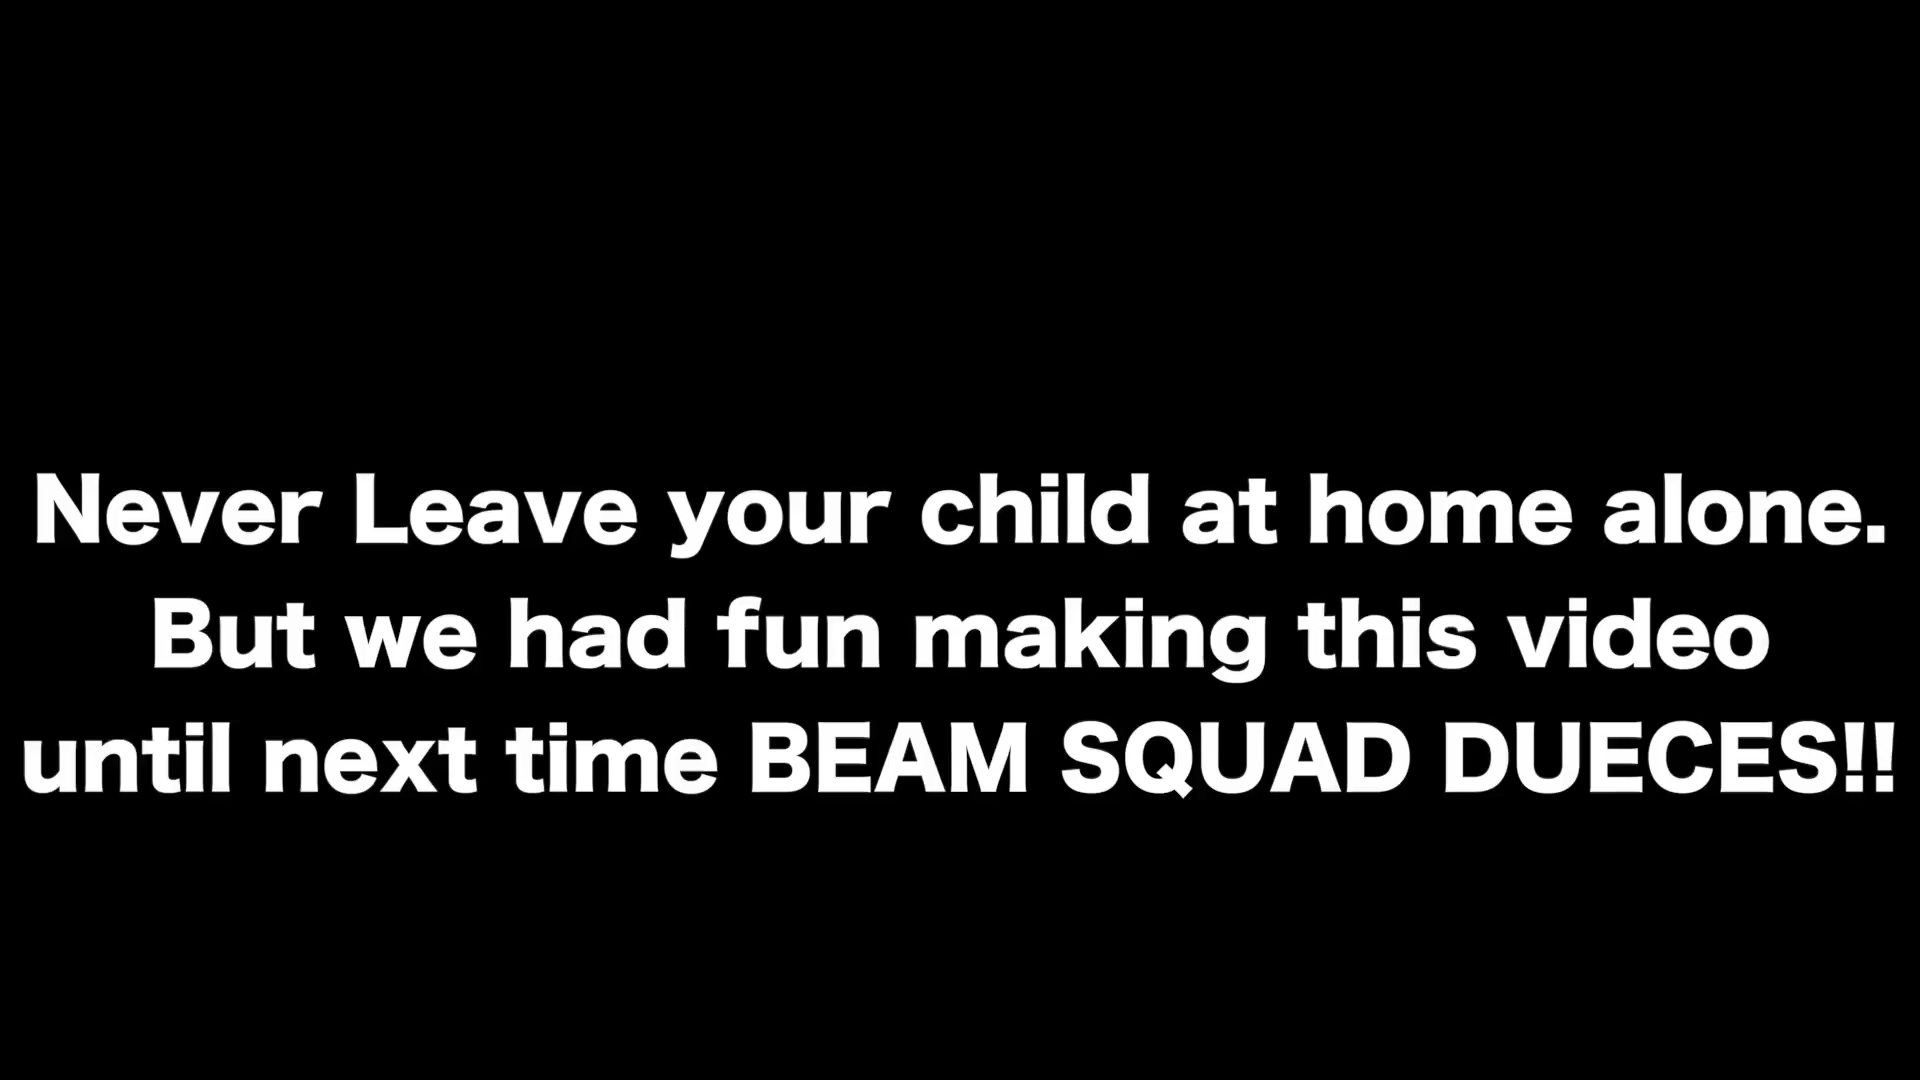 Never Leave your child at home alone.
But we had fun making this video
until next time BEAM SQUAD DUECES!!